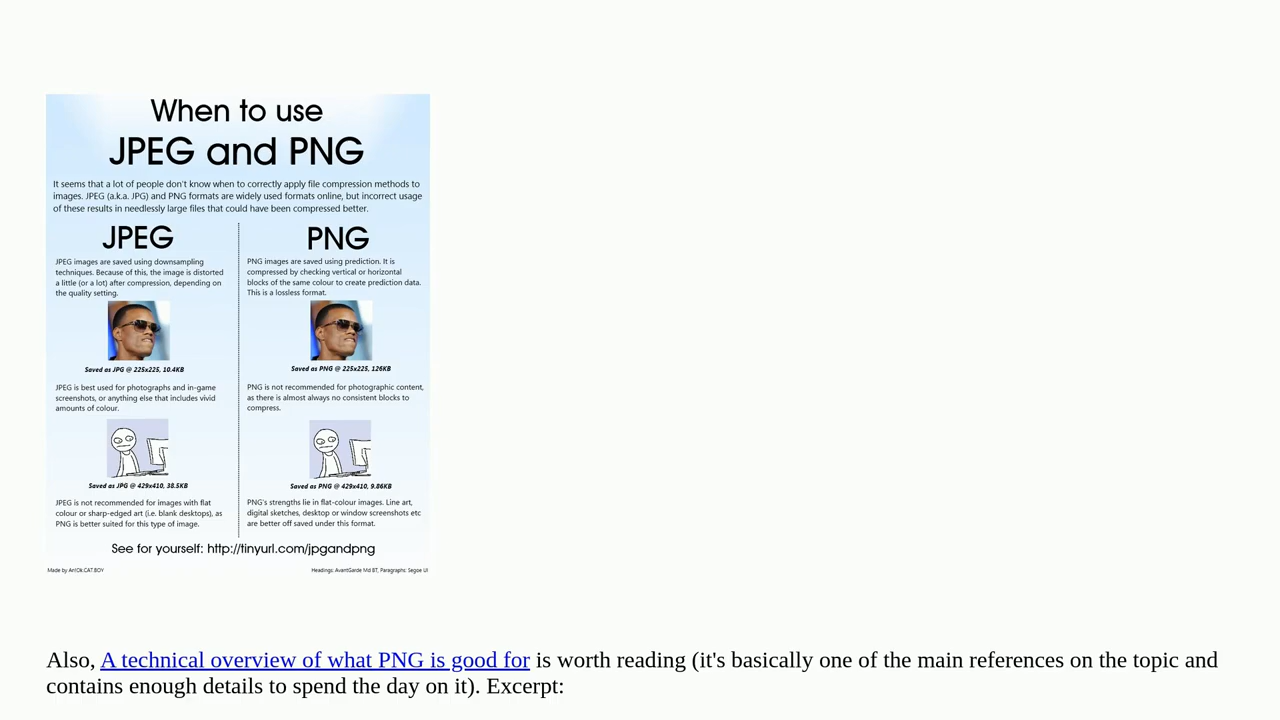 When to use
JPEG and PNG
It seems that a lot of people don't know when to correctly apply file compression methods to
images. JPEG (a.k.a. JPG) and PNG formats are widely used formats online, but incorrect usage
of these results in needlessly large files that could have been compressed better.
JPEG
JPEG images are saved using downsampling
techniques. Because of this, the image is distorted
a little (or a lot) after compression, depending on
the quality setting.
Saved as JPG @ 225x225, 10.4KB
JPEG is best used for photographs and in-game
screenshots, or anything else that includes vivid
amounts of colour.
Saved as JPG @ 429x410, 38.5KB
JPEG is not recommended for images with flat
colour or sharp-edged art (i.e. blank desktops), as
PNG is better suited for this type of image.
PNG
PNG images are saved using prediction. It is
compressed by checking vertical or horizontal
blocks of the same colour to create prediction data.
This is a lossless format.
Saved as PNG @ 225x225, 126KB
PNG is not recommended for photographic content,
as there is almost always no consistent blocks to
compress.
Saved as PNG @ 429x410, 9.86KB
PNG's strengths lie in flat-colour images. Line art,
digital sketches, desktop or window screenshots etc
are better off saved under this format.
See for yourself: http://tinyurl.com/jpgandpng
Made by
Headings: AvantGarde Md BT, Paragraphs: Segoe UI
Also, A technical overview of what PNG is good for is worth reading (it's basically one of the main references on the topic and
contains enough details to spend the day on it). Excerpt: